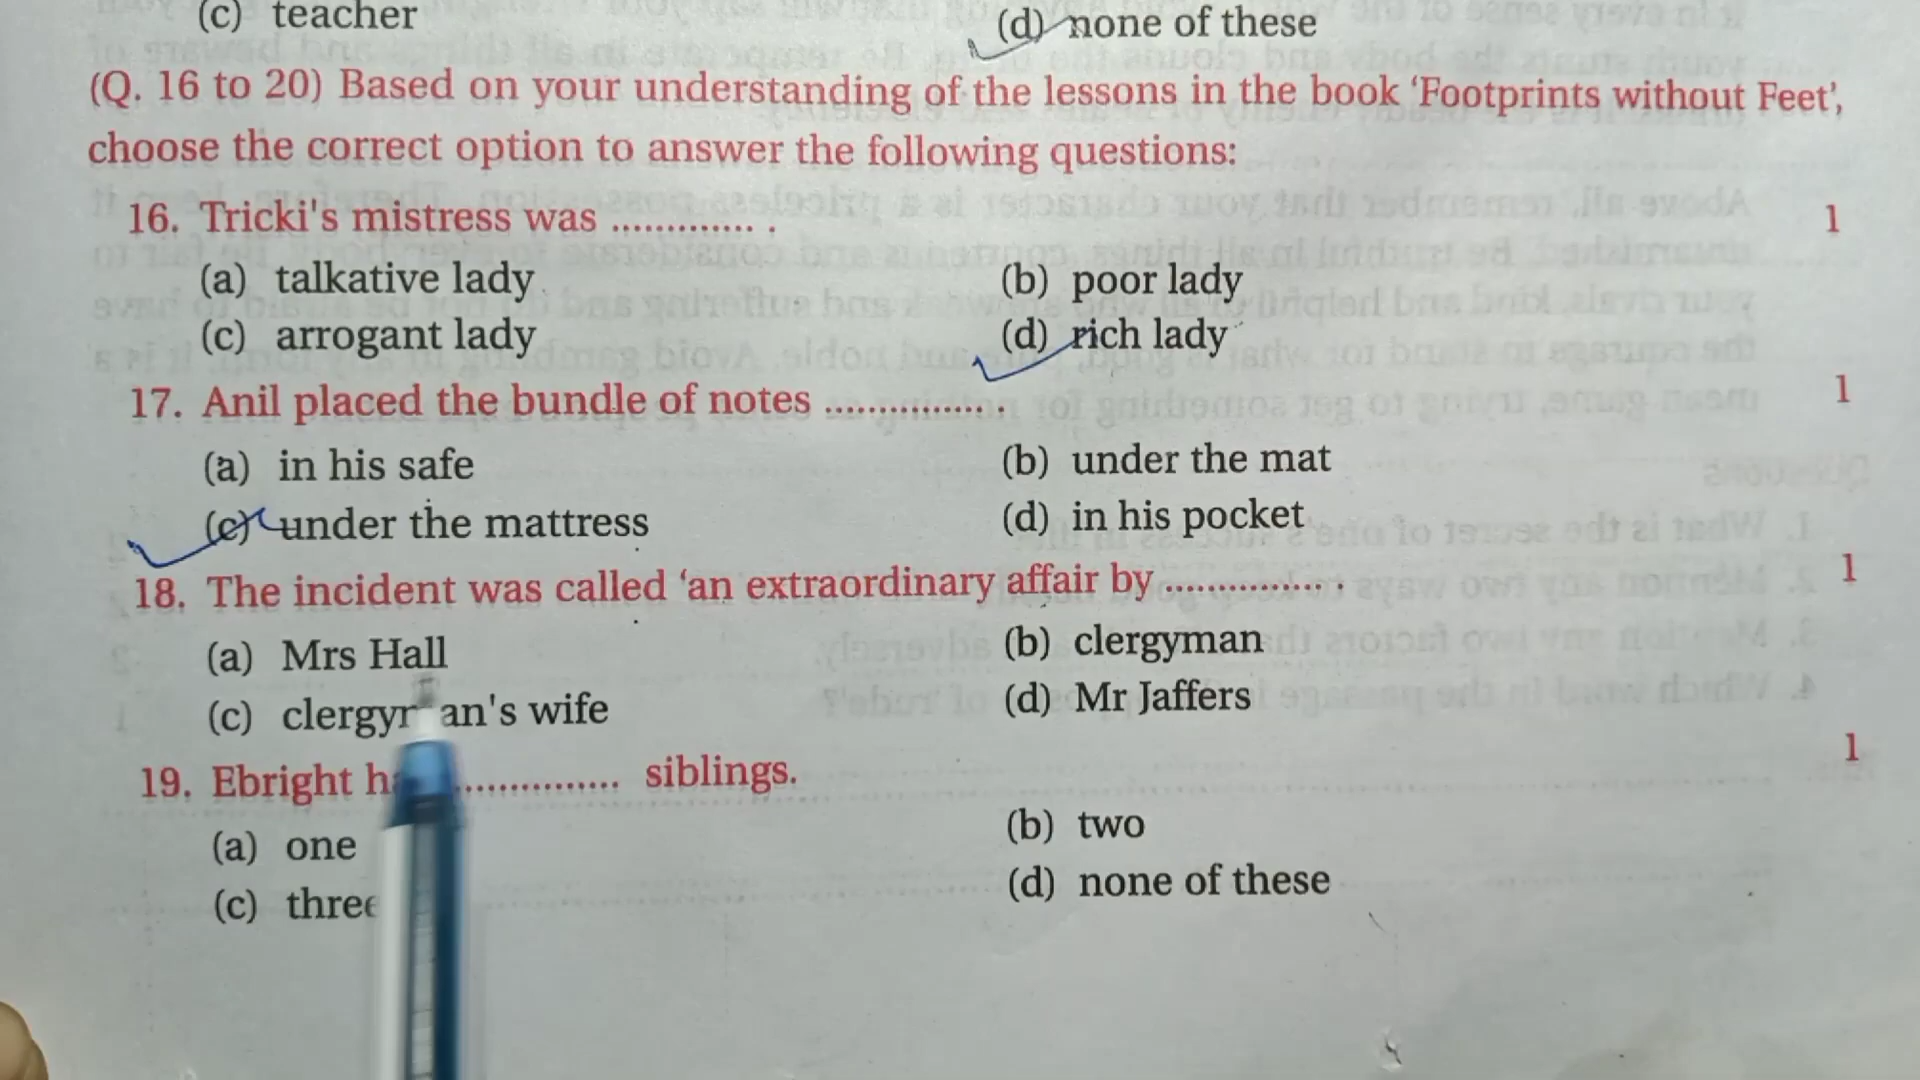 (c) teacher
(d) none of these
(Q. 16 to 20) Based on your understanding of the lessons in the book ‘Footprints without Feet’,
choose the correct option to answer the following questions:
16. Tricki's mistress was ............. . 1
(a) talkative lady (b) poor lady
(c) arrogant lady (d) rich lady
17. Anil placed the bundle of notes ................. 1
(a) in his safe (b) under the mat
(c) under the mattress (d) in his pocket
18. The incident was called ‘an extraordinary affair by ................. 1
(a) Mrs Hall (b) clergyman
(c) clergyman's wife (d) Mr Jaffers
19. Ebright ............... siblings. 1
(a) one (b) two
(c) three (d) none of these